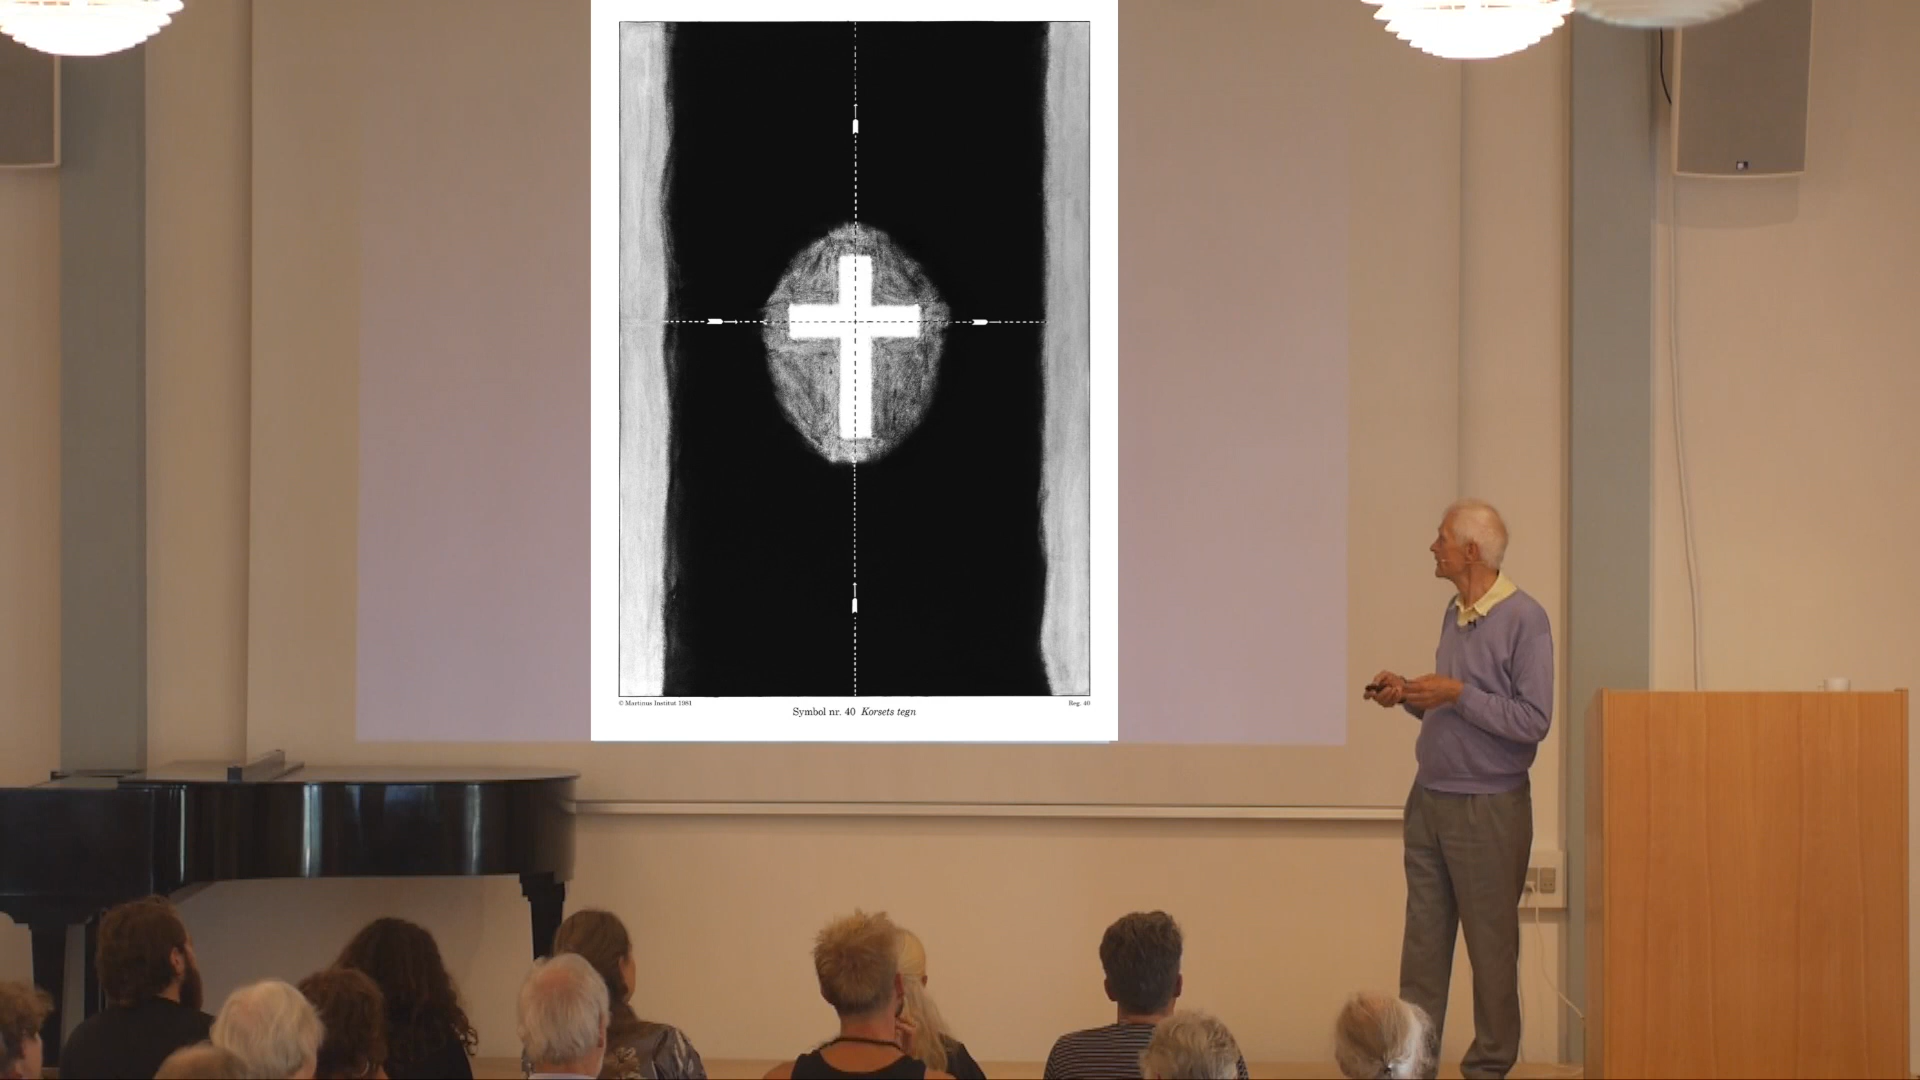 © Martinus Institut 1981
Reg. 40
Symbol nr. 40 Korsets tegn